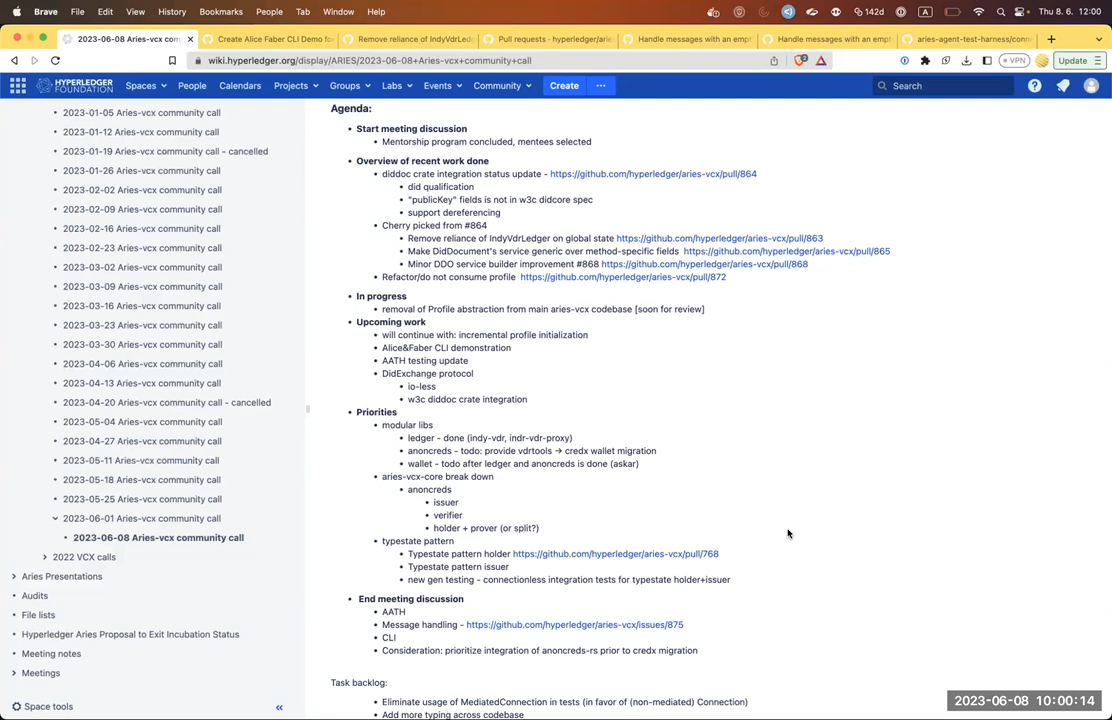 Brave File Edit View History Bookmarks People Tab Window Help 142d A Thu 8. 6. 12:00
2023-06-08 Aries-vcx com Create Alice Faber CLI Demo fo Remove reliance of IndyVdrLedg Pull requests · hyperledger/arie Handle messages with an empt Handle messages with an empt aries-agent-test-harness/conn
wiki.hyperledger.org/display/ARIES/2023-06-08+Aries-vcx+community+call VPN Update
HYPERLEDGER FOUNDATION Spaces People Calendars Projects Groups Labs Events Community Create ··· Search
2023-01-05 Aries-vcx community call
2023-01-12 Aries-vcx community call
2023-01-19 Aries-vcx community call - cancelled
2023-01-26 Aries-vcx community call
2023-02-02 Aries-vcx community call
2023-02-09 Aries-vcx community call
2023-02-16 Aries-vcx community call
2023-02-23 Aries-vcx community call
2023-03-02 Aries-vcx community call
2023-03-09 Aries-vcx community call
2023-03-16 Aries-vcx community call
2023-03-23 Aries-vcx community call
2023-03-30 Aries-vcx community call
2023-04-06 Aries-vcx community call
2023-04-13 Aries-vcx community call
2023-04-20 Aries-vcx community call - cancelled
2023-05-04 Aries-vcx community call
2023-04-27 Aries-vcx community call
2023-05-11 Aries-vcx community call
2023-05-18 Aries-vcx community call
2023-05-25 Aries-vcx community call
2023-06-01 Aries-vcx community call
2023-06-08 Aries-vcx community call
2022 VCX calls
Aries Presentations
Audits
File lists
Hyperledger Aries Proposal to Exit Incubation Status
Meeting notes
Meetings
Space tools
Agenda:
Start meeting discussion
Mentorship program concluded, mentees selected
Overview of recent work done
diddoc crate integration status update - https://github.com/hyperledger/aries-vcx/pull/864
did qualification
"publicKey" fields is not in w3c didcore spec
support dereferencing
Cherry picked from #864
Remove reliance of IndyVdrLedger on global state https://github.com/hyperledger/aries-vcx/pull/863
Make DidDocument's service generic over method-specific fields https://github.com/hyperledger/aries-vcx/pull/865
Minor DDO service builder improvement #868 https://github.com/hyperledger/aries-vcx/pull/868
Refactor/do not consume profile https://github.com/hyperledger/aries-vcx/pull/872
In progress
removal of Profile abstraction from main aries-vcx codebase [soon for review]
Upcoming work
will continue with: incremental profile initialization
Alice&Faber CLI demonstration
AATH testing update
DidExchange protocol
io-less
w3c diddoc crate integration
Priorities
modular libs
ledger - done (indy-vdr, indr-vdr-proxy)
anoncreds - todo: provide vdrtools → credx wallet migration
wallet - todo after ledger and anoncreds is done (askar)
aries-vcx-core break down
anoncreds
issuer
verifier
holder + prover (or split?)
typestate pattern
Typestate pattern holder https://github.com/hyperledger/aries-vcx/pull/768
Typestate pattern issuer
new gen testing - connectionless integration tests for typestate holder+issuer
End meeting discussion
AATH
Message handling - https://github.com/hyperledger/aries-vcx/issues/875
CLI
Consideration: prioritize integration of anoncreds-rs prior to credx migration
Task backlog:
Eliminate usage of MediatedConnection in tests (in favor of (non-mediated) Connection)
Add more typing across codebase
2023-06-08 10:00:14